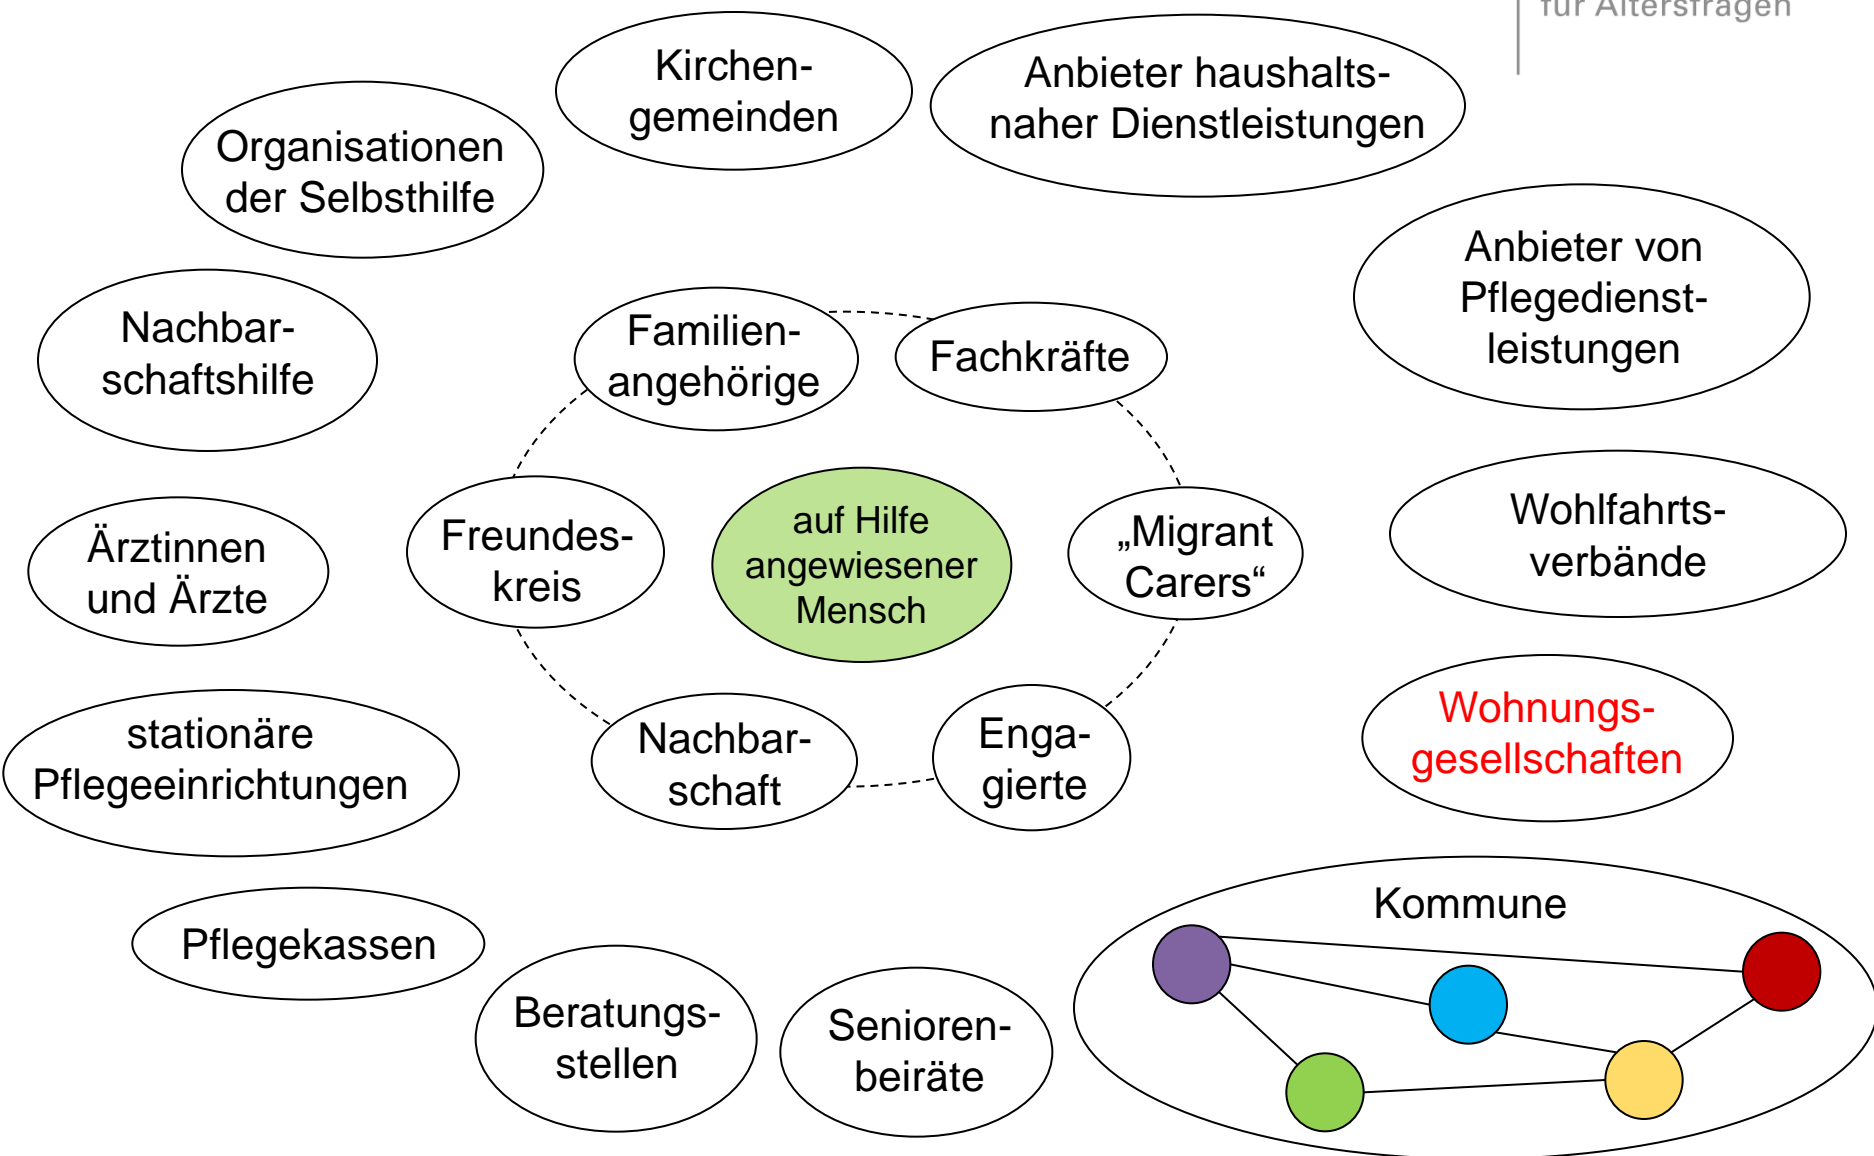 für Altersfragen
Kirchen-
gemeinden
Anbieter haushalts-
naher Dienstleistungen
Organisationen
der Selbsthilfe
Anbieter von
Pflegedienst-
leistungen
Nachbar-
schaftshilfe
Familien-
angehörige
Fachkräfte
Ärztinnen
und Ärzte
Freundes-
kreis
auf Hilfe
angewiesener
Mensch
„Migrant
Carers“
Wohlfahrts-
verbände
stationäre
Pflegeeinrichtungen
Nachbar-
schaft
Enga-
gierte
Wohnungs-
gesellschaften
Pflegekassen
Beratungs-
stellen
Senioren-
beiräte
Kommune